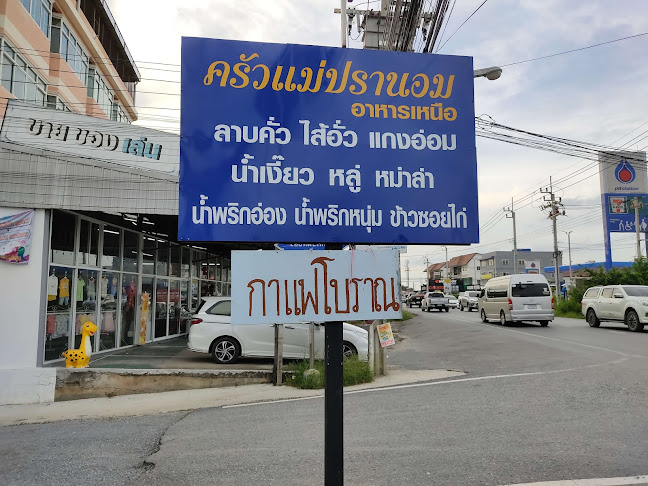 ครัวแม่ปรานอม
อาหารเหนือ
ลาบคั่ว ไส้อั่ว แกงอ่อม
น้ำเงี๊ยว หลู่ หม่าล่า
น้ำพริกอ่อง น้ำพริกหนุ่ม ข้าวซอยไก่
กาแฟโบราณ
ขาย ของ เล่น